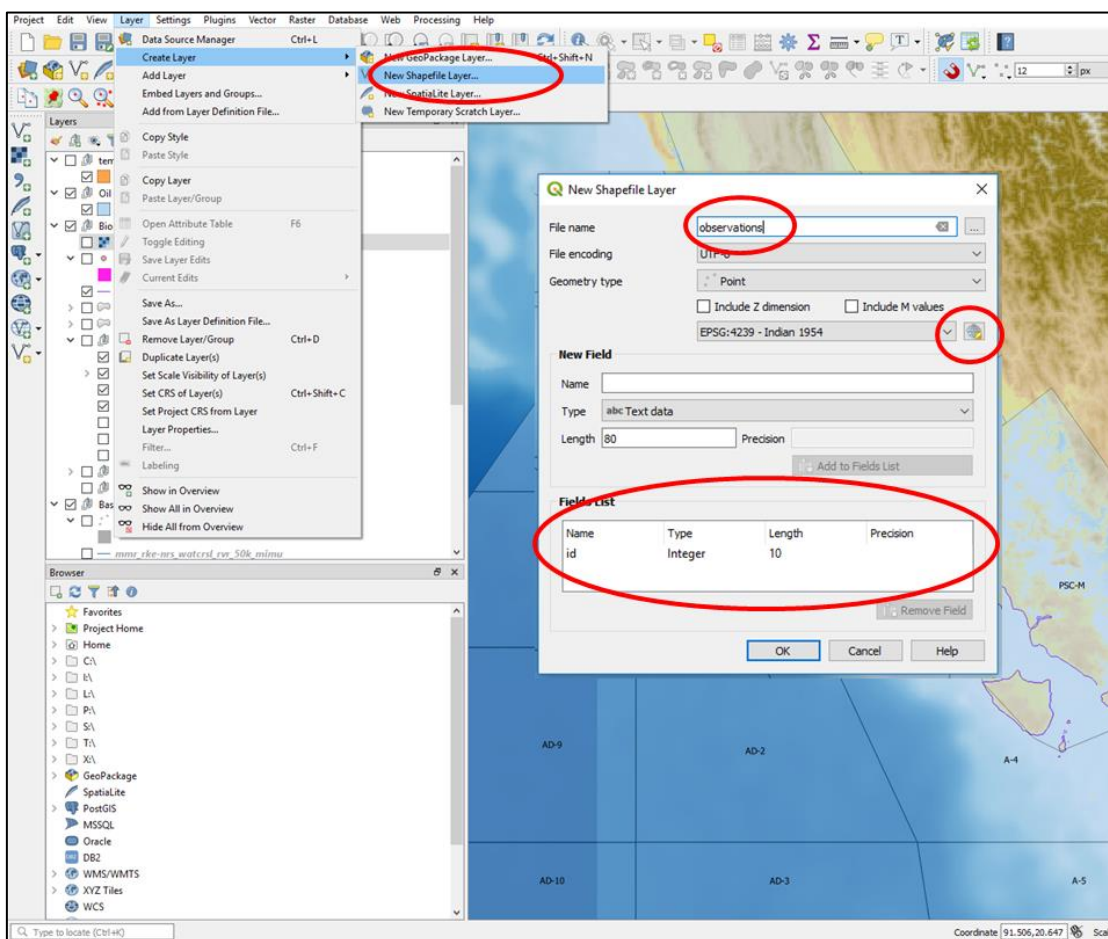 Project Edit View Layer Settings Plugins Vector Raster Database Web Processing Help
Data Source Manager Ctrl+L
Create Layer
Add Layer
Embed Layers and Groups...
Add from Layer Definition File...
Copy Style
Paste Style
Copy Layer
Paste Layer/Group
Open Attribute Table F6
Toggle Editing
Save Layer Edits
Current Edits
Save As...
Save As Layer Definition File...
Remove Layer/Group Ctrl+D
Duplicate Layer(s)
Set Scale Visibility of Layer(s)
Set CRS of Layer(s) Ctrl+Shift+C
Set Project CRS from Layer
Layer Properties...
Filter... Ctrl+F
Labeling
Show in Overview
Show All in Overview
Hide All from Overview
New GeoPackage Layer... Ctrl+Shift+N
New Shapefile Layer...
New SpatiaLite Layer...
New Temporary Scratch Layer...
12 px
Layers
Oil
Bio
Bas
mmr_rke-nrs_watcrsl_rvr_50k_mimu
New Shapefile Layer
File name observations ...
File encoding UTF-8
Geometry type Point
Include Z dimension Include M values
EPSG:4239 - Indian 1954
New Field
Name
Type abc Text data
Length 80 Precision
Add to Fields List
Fields List
Name Type Length Precision
id Integer 10
Remove Field
OK Cancel Help
Browser
Favorites
Project Home
Home
C:\
I:\
L:\
P:\
S:\
T:\
X:\
GeoPackage
SpatiaLite
PostGIS
MSSQL
Oracle
DB2
WMS/WMTS
XYZ Tiles
WCS
PSC-M
AD-9
AD-2
A-4
AD-10
AD-3
A-5
Type to locate (Ctrl+K)
Coordinate 91.506,20.647